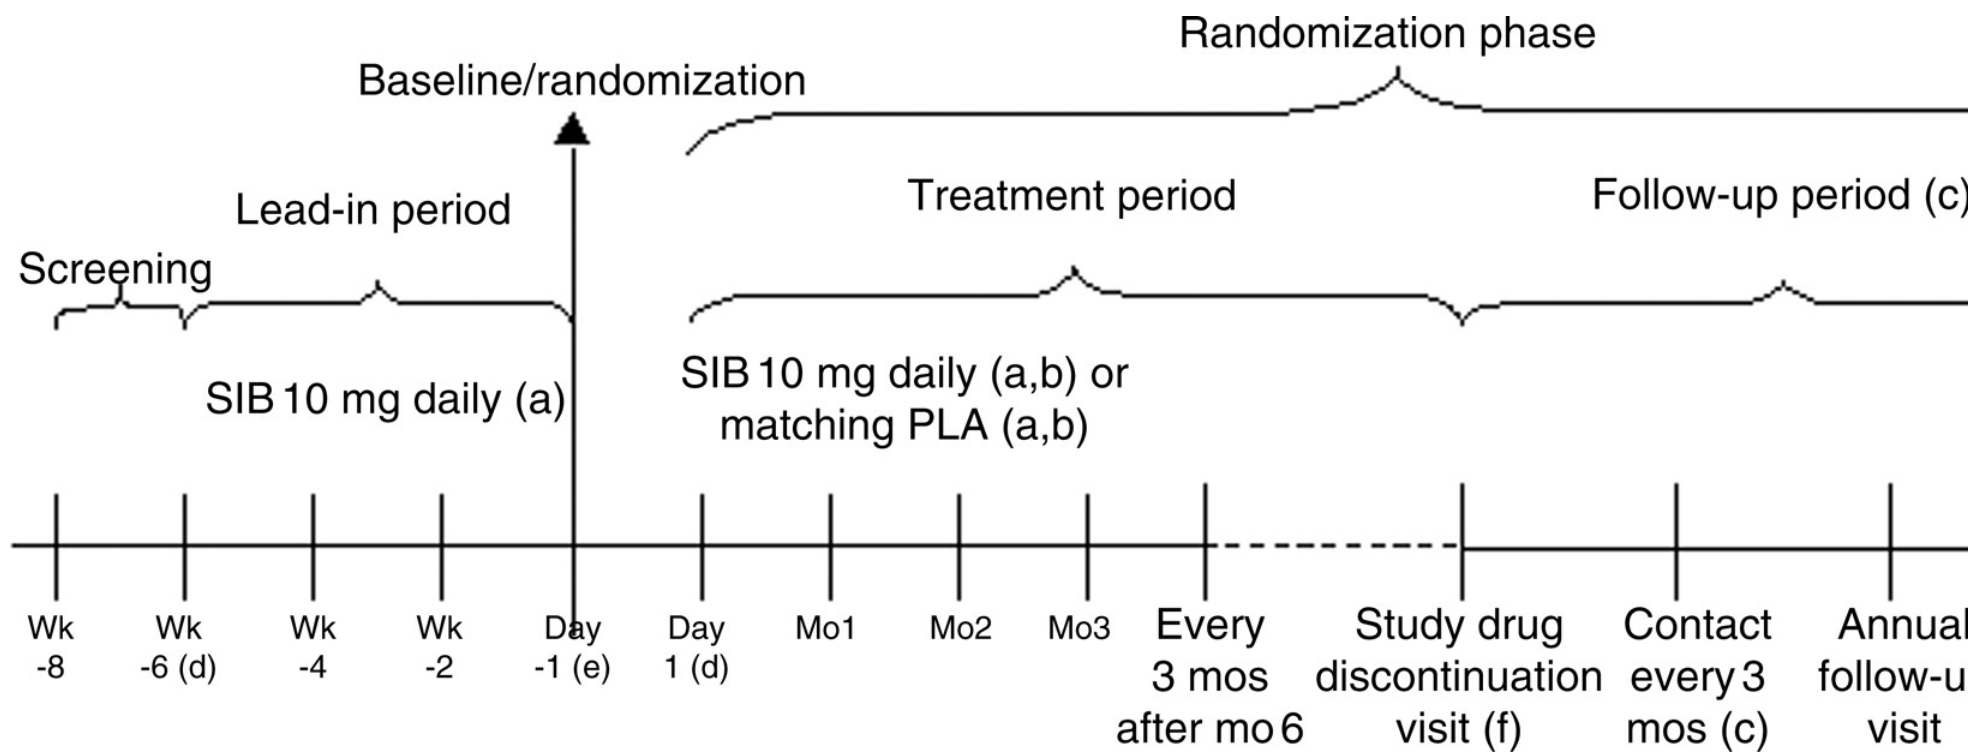 Randomization phase
Baseline/randomization
Treatment period
Follow-up period (c)
Lead-in period
Screening
SIB 10 mg daily (a)
SIB 10 mg daily (a,b) or
matching PLA (a,b)
Wk
-8
Wk
-6 (d)
Wk
-4
Wk
-2
Day
-1 (e)
Day
1 (d)
Mo1
Mo2
Mo3
Every
3 mos
after mo 6
Study drug
discontinuation
visit (f)
Contact
every 3
mos (c)
Annual
follow-u
visit